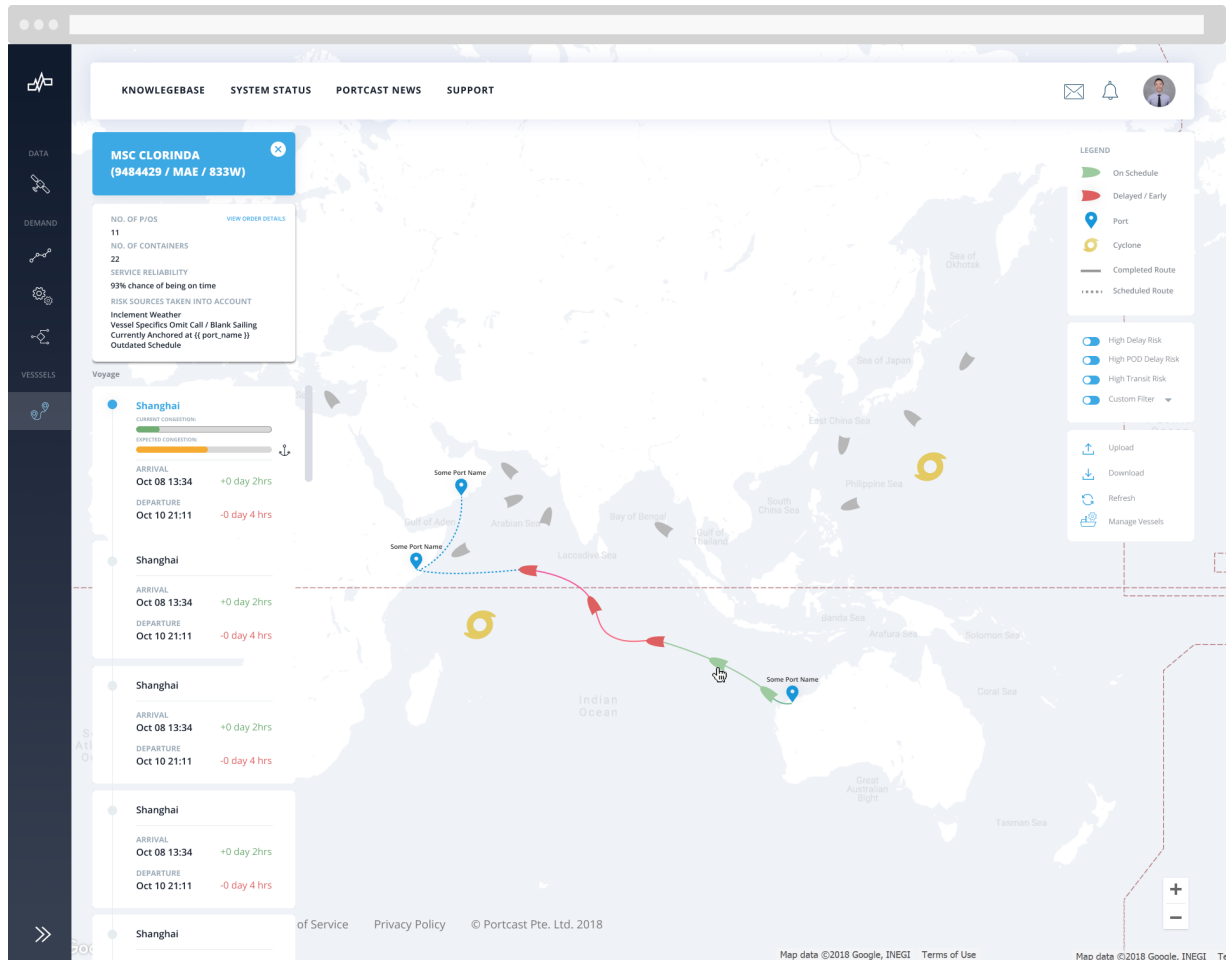 KNOWLEGEBASE SYSTEM STATUS PORTCAST NEWS SUPPORT
DATA
DEMAND
VESSSELS
MSC CLORINDA
(9484429 / MAE / 833W)
NO. OF P/OS VIEW ORDER DETAILS
11
NO. OF CONTAINERS
22
SERVICE RELIABILITY
93% chance of being on time
RISK SOURCES TAKEN INTO ACCOUNT
Inclement Weather
Vessel Specifics Omit Call / Blank Sailing
Currently Anchored at {{ port_name }}
Outdated Schedule
Voyage
Shanghai
CURRENT CONGESTION:
EXPECTED CONGESTION:
ARRIVAL
Oct 08 13:34 +0 day 2hrs
DEPARTURE
Oct 10 21:11 -0 day 4 hrs
Shanghai
ARRIVAL
Oct 08 13:34 +0 day 2hrs
DEPARTURE
Oct 10 21:11 -0 day 4 hrs
Shanghai
ARRIVAL
Oct 08 13:34 +0 day 2hrs
DEPARTURE
Oct 10 21:11 -0 day 4 hrs
Shanghai
ARRIVAL
Oct 08 13:34 +0 day 2hrs
DEPARTURE
Oct 10 21:11 -0 day 4 hrs
Shanghai
LEGEND
On Schedule
Delayed / Early
Port
Cyclone
Completed Route
Scheduled Route
High Delay Risk
High POD Delay Risk
High Transit Risk
Custom Filter
Upload
Download
Refresh
Manage Vessels
Sea of
Okhotsk
Sea of Japan
East China Sea
Philippine Sea
South
China Sea
Some Port Name
Gulf of Aden
Arabian Sea
Bay of Bengal
Gulf of
Thailand
Some Port Name
Laccadive Sea
Banda Sea
Arafura Sea
Solomon Sea
Some Port Name
Indian
Ocean
Coral Sea
Great
Australian
Bight
Tasman Sea
of Service Privacy Policy © Portcast Pte. Ltd. 2018
Map data ©2018 Google, INEGI Terms of Use
Map data ©2018 Google, INEGI